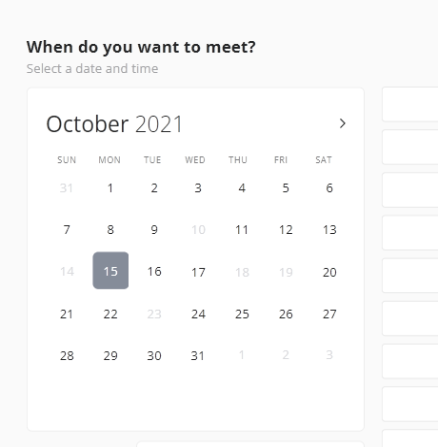 When do you want to meet?
Select a date and time
October 2021 >
SUN MON TUE WED THU FRI SAT
31 1 2 3 4 5 6
7 8 9 10 11 12 13
14 15 16 17 18 19 20
21 22 23 24 25 26 27
28 29 30 31 1 2 3